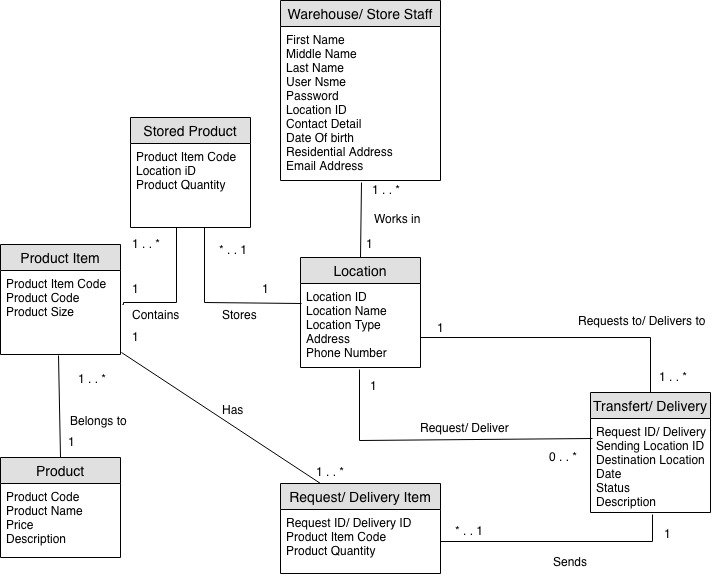 Warehouse/ Store Staff
First Name
Middle Name
Last Name
User Nsme
Password
Location ID
Contact Detail
Date Of birth
Residential Address
Email Address
Stored Product
Product Item Code
Location iD
Product Quantity
1 . . *
Works in
1
1 . . *
* . . 1
Product Item
Product Item Code
Product Code
Product Size
1
Contains
1
1
Stores
Location
Location ID
Location Name
Location Type
Address
Phone Number
1
Requests to/ Delivers to
1 . . *
1 . . *
Belongs to
1
Has
1
Request/ Deliver
0 . . *
Transfert/ Delivery
Request ID/ Delivery
Sending Location ID
Destination Location
Date
Status
Description
Product
Product Code
Product Name
Price
Description
1 . . *
Request/ Delivery Item
Request ID/ Delivery ID
Product Item Code
Product Quantity
* . . 1
1
Sends